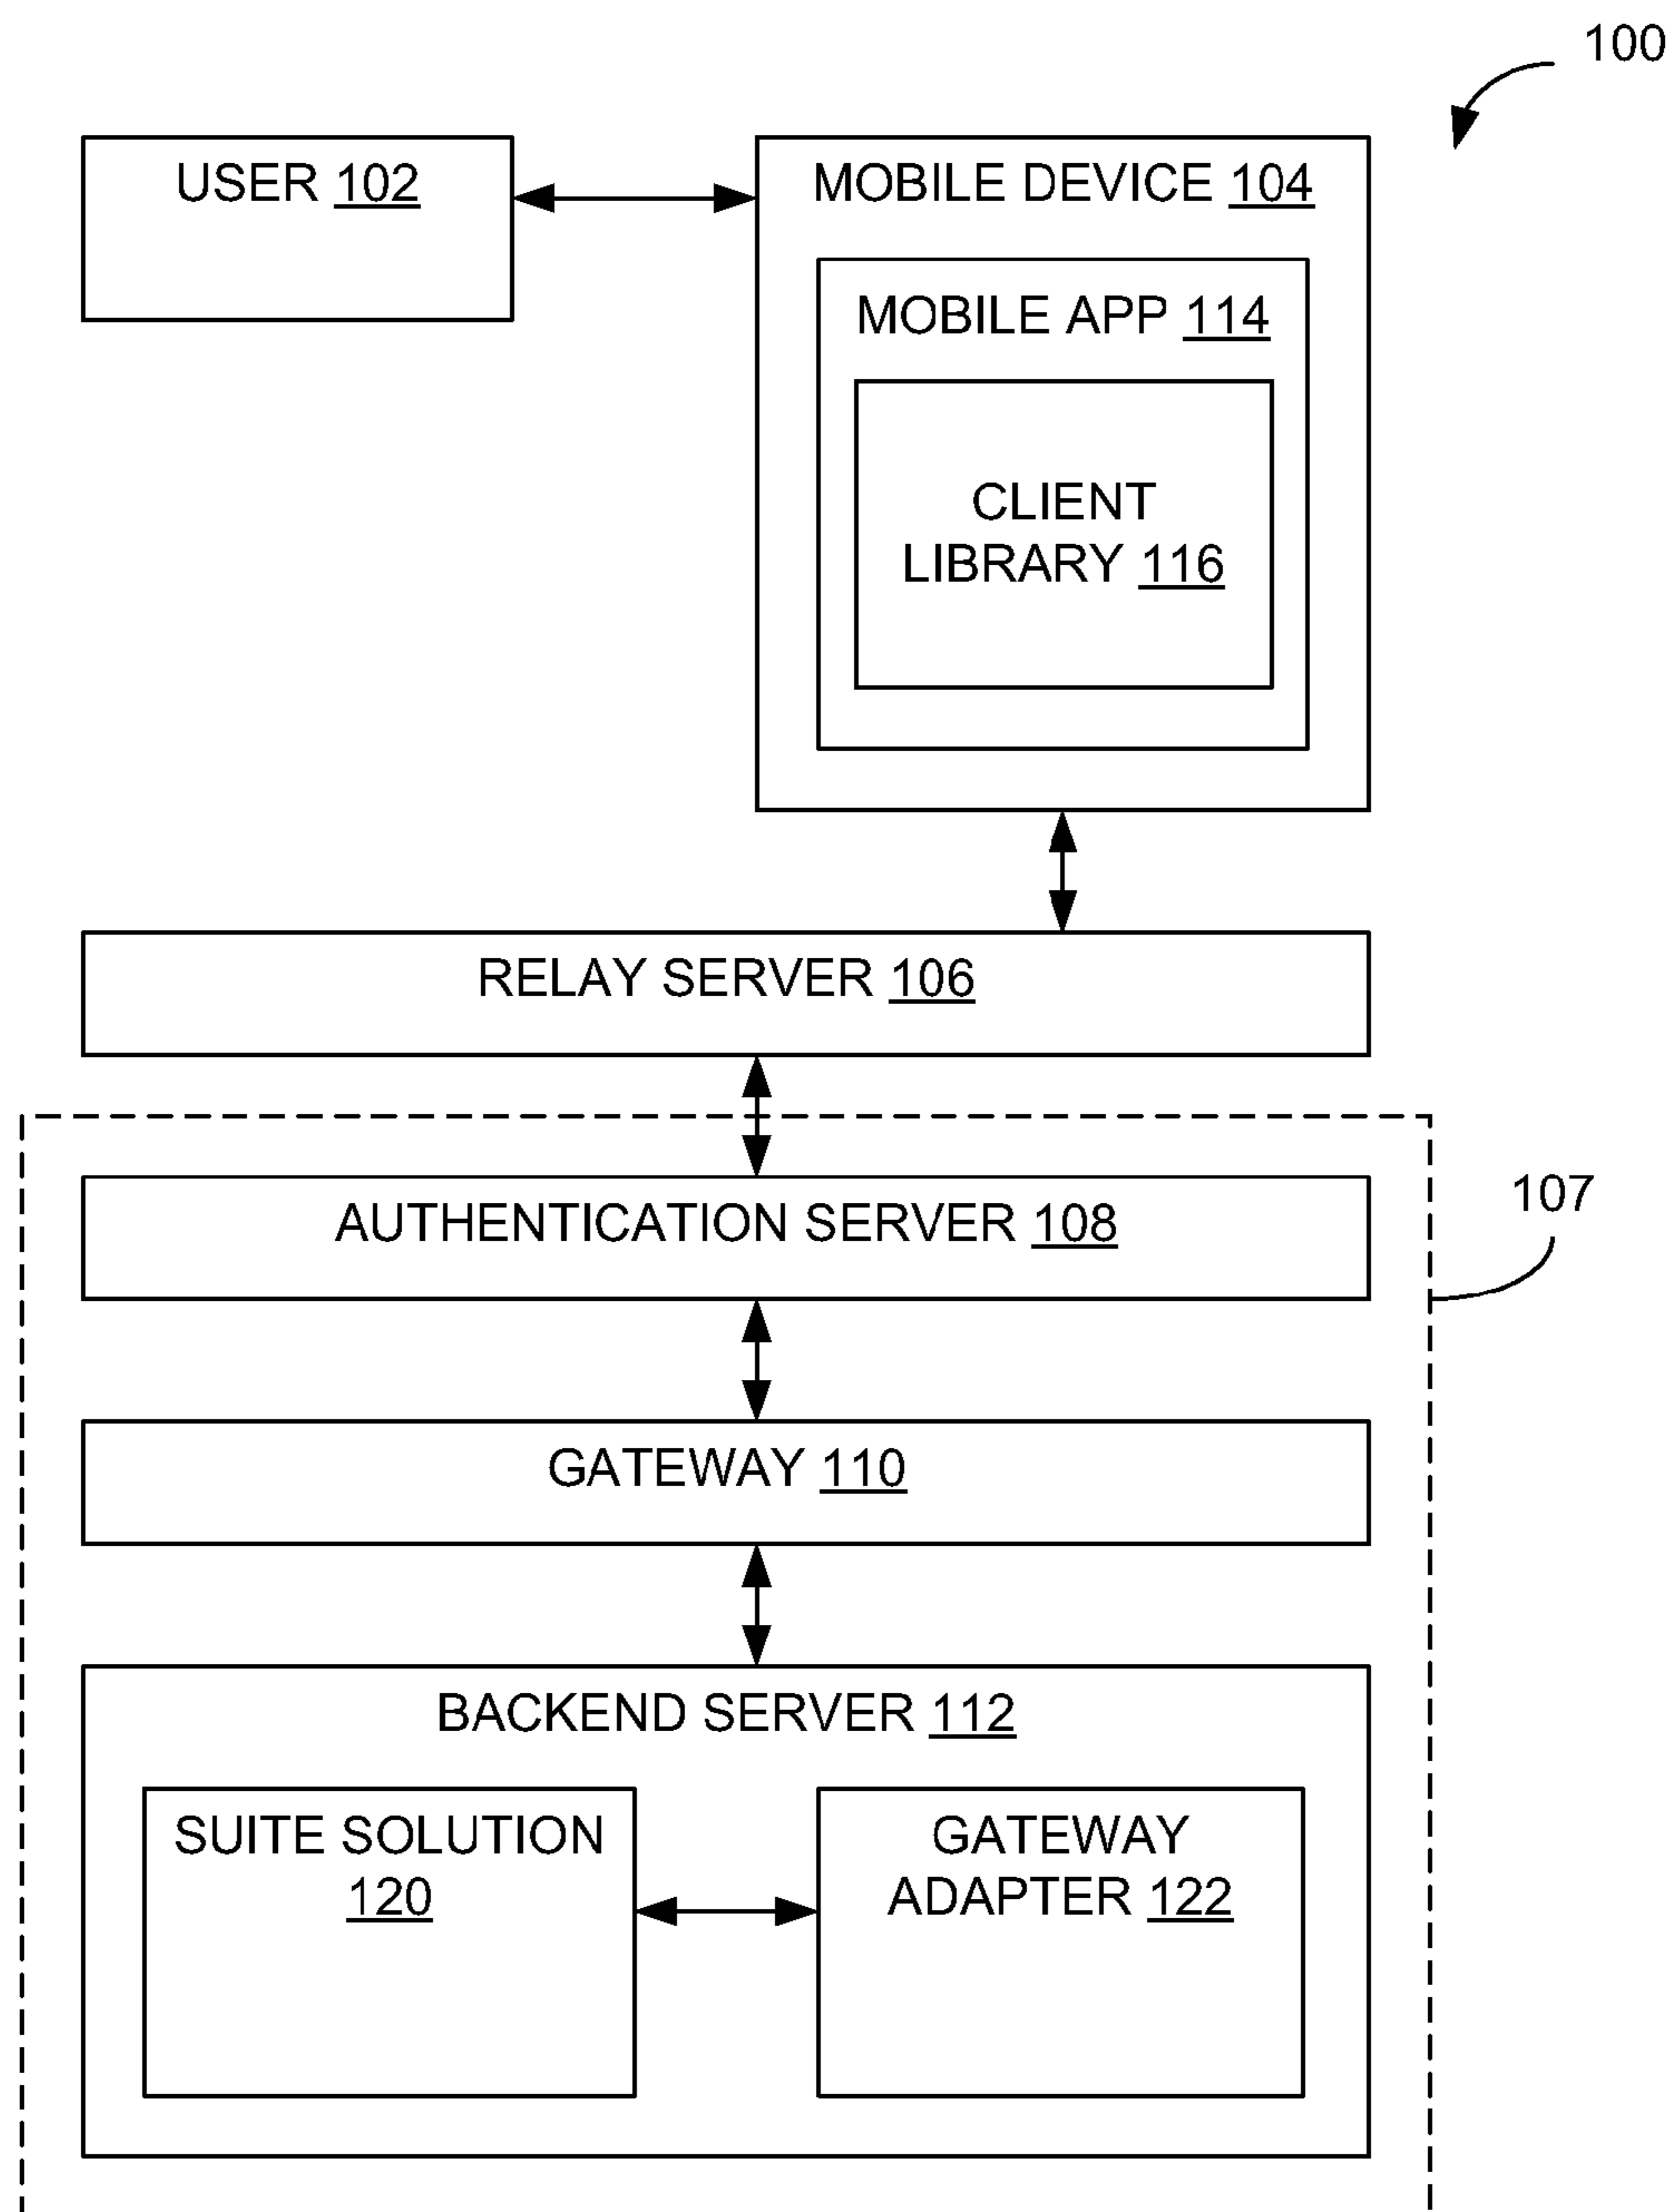 100
USER 102
MOBILE DEVICE 104
MOBILE APP 114
CLIENT
LIBRARY 116
RELAY SERVER 106
107
AUTHENTICATION SERVER 108
GATEWAY 110
BACKEND SERVER 112
SUITE SOLUTION
120
GATEWAY
ADAPTER 122